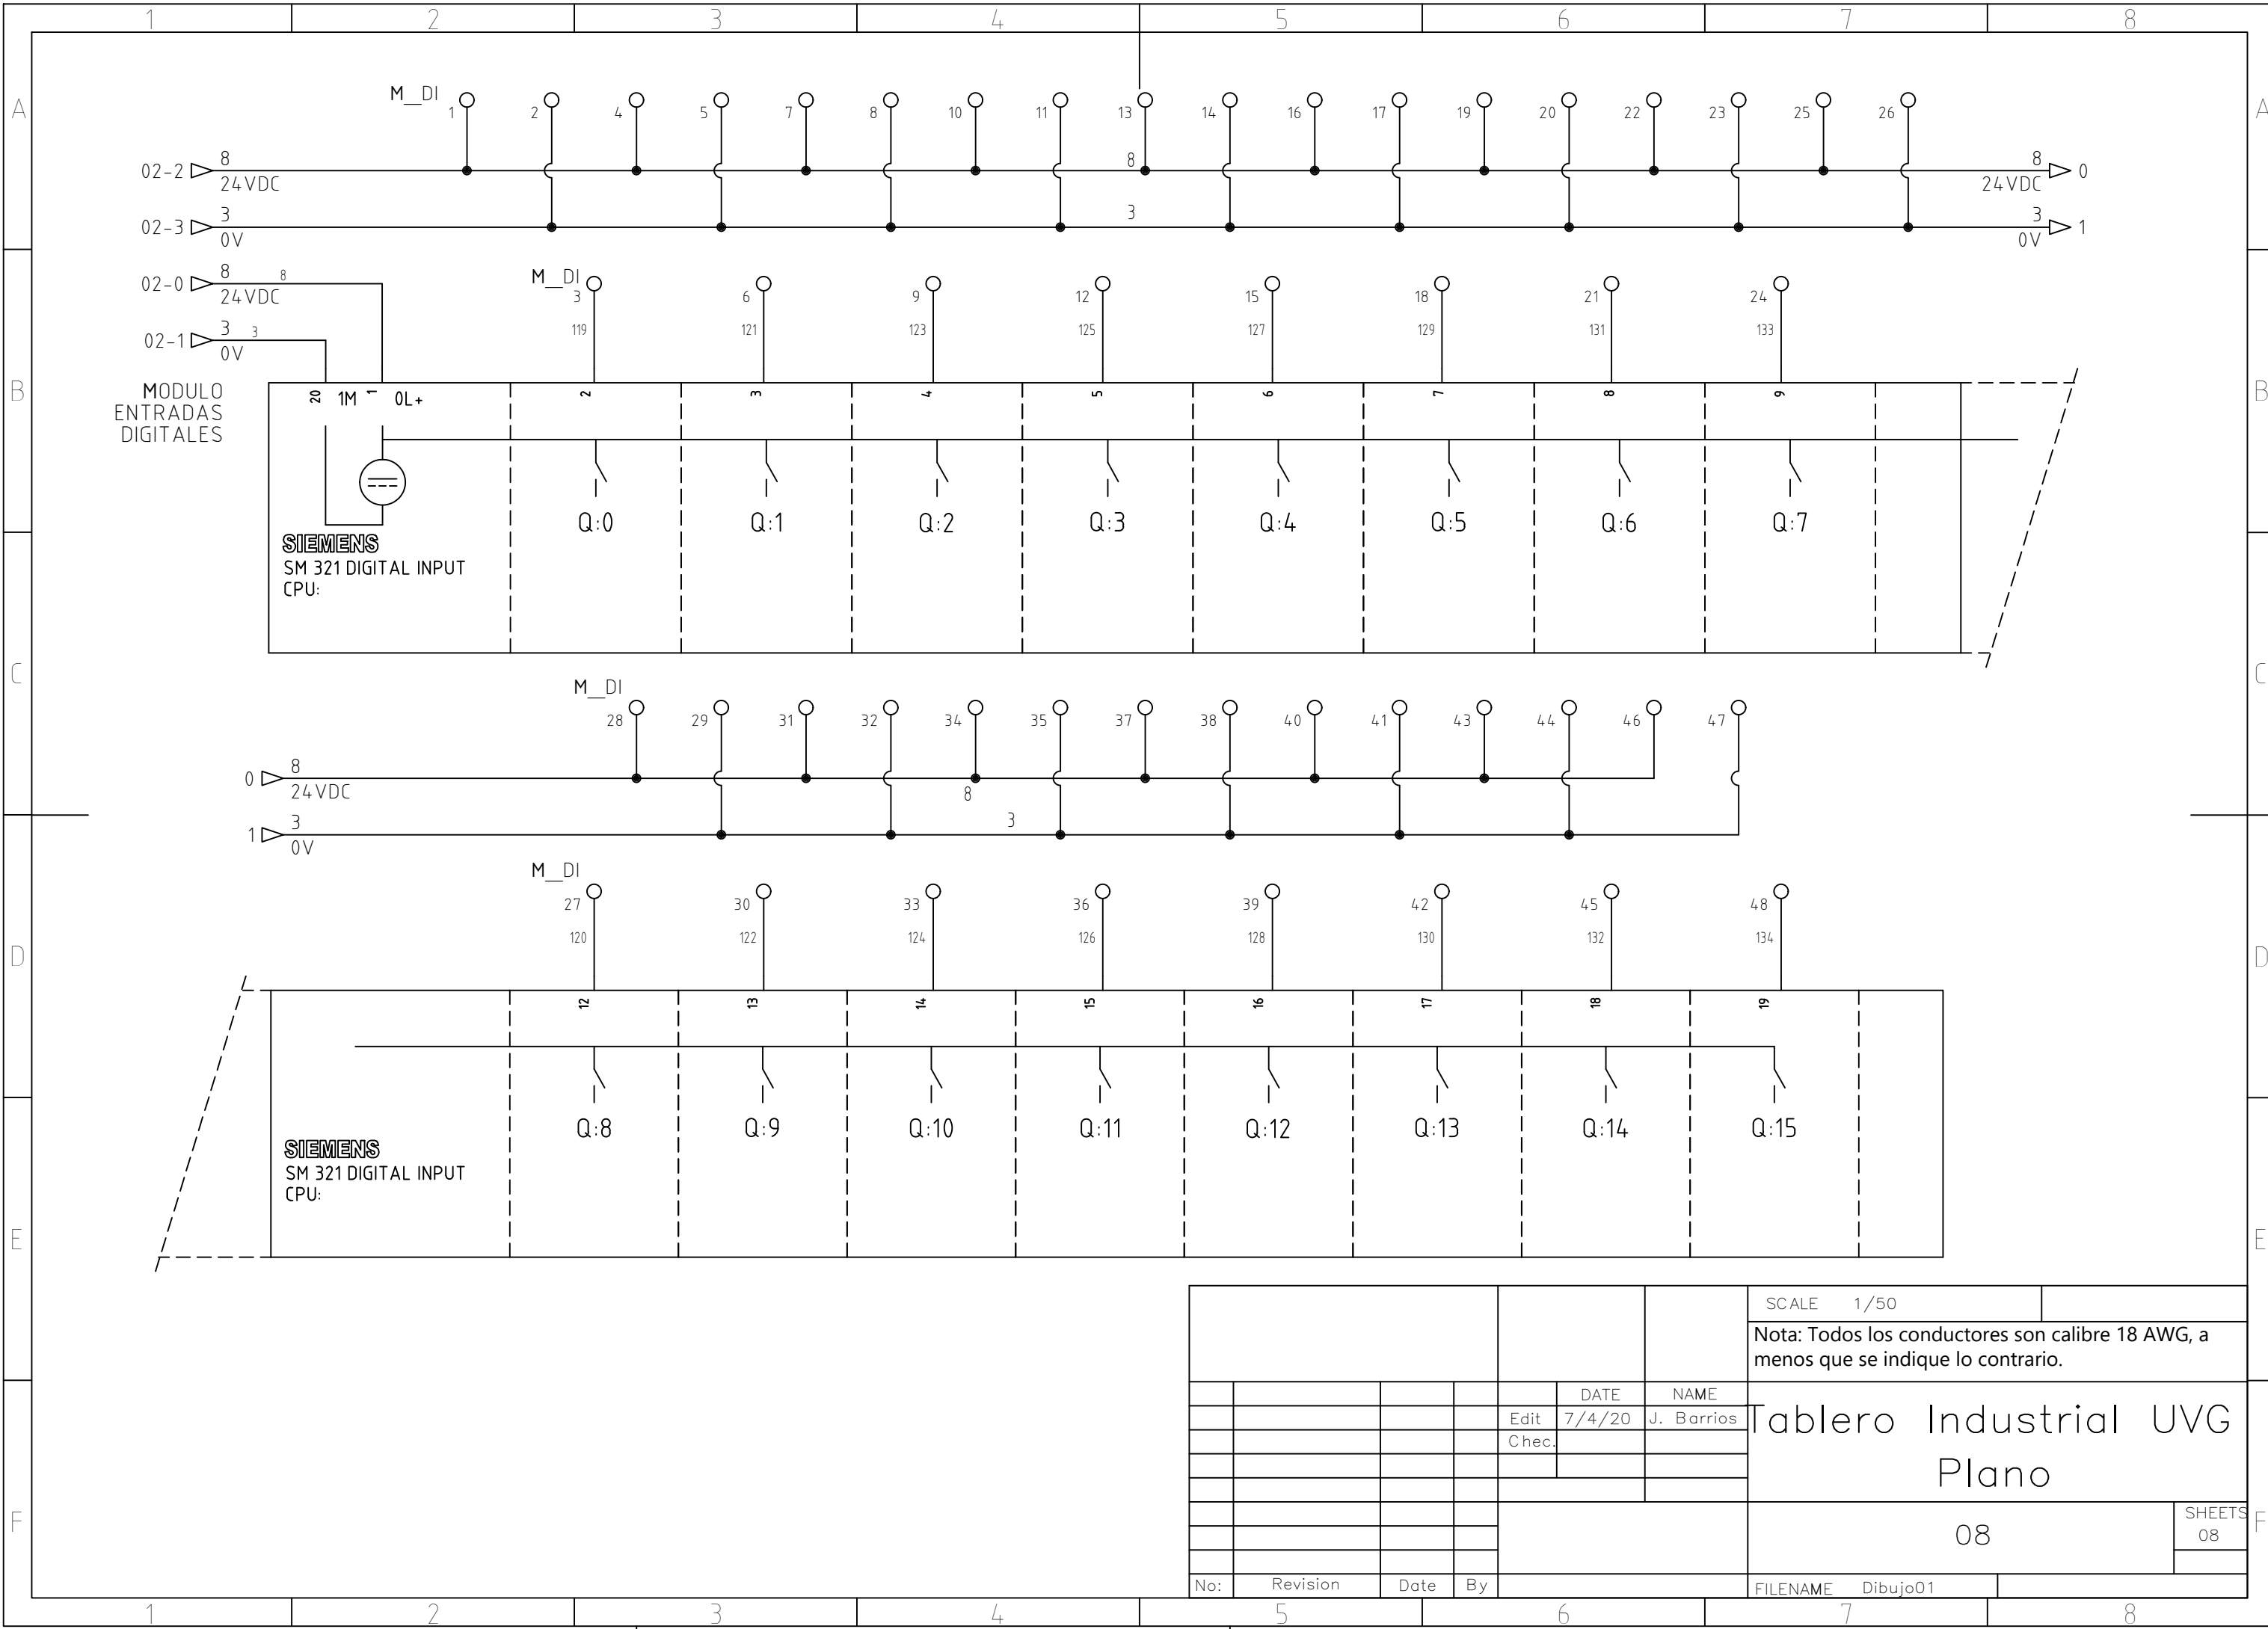 1 2 3 4 5 6 7 8
A A
M__DI 1 2 4 5 7 8 10 11 13 14 16 17 19 20 22 23 25 26
02-2 8 8 8 0
24VDC 24VDC
02-3 3 3 3 1
0V 0V
02-0 8 8
24VDC
M__DI 3 6 9 12 15 18 21 24
119 121 123 125 127 129 131 133
02-1 3 3
0V
B B
MODULO
ENTRADAS
DIGITALES
20 1M 1 0L+ 2 3 4 5 6 7 8 9
Q:0 Q:1 Q:2 Q:3 Q:4 Q:5 Q:6 Q:7
SIEMENS
SM 321 DIGITAL INPUT
CPU:
C C
M__DI
28 29 31 32 34 35 37 38 40 41 43 44 46 47
0 8
24VDC 8
1 3 3
0V
M__DI
27 30 33 36 39 42 45 48
120 122 124 126 128 130 132 134
D D
12 13 14 15 16 17 18 19
Q:8 Q:9 Q:10 Q:11 Q:12 Q:13 Q:14 Q:15
SIEMENS
SM 321 DIGITAL INPUT
CPU:
E E
SCALE 1/50
Nota: Todos los conductores son calibre 18 AWG, a
menos que se indique lo contrario.
DATE NAME
Edit 7/4/20 J. Barrios
Chec.
Tablero Industrial UVG
Plano
F F
08
SHEETS
08
No: Revision Date By
FILENAME Dibujo01
1 2 3 4 5 6 7 8